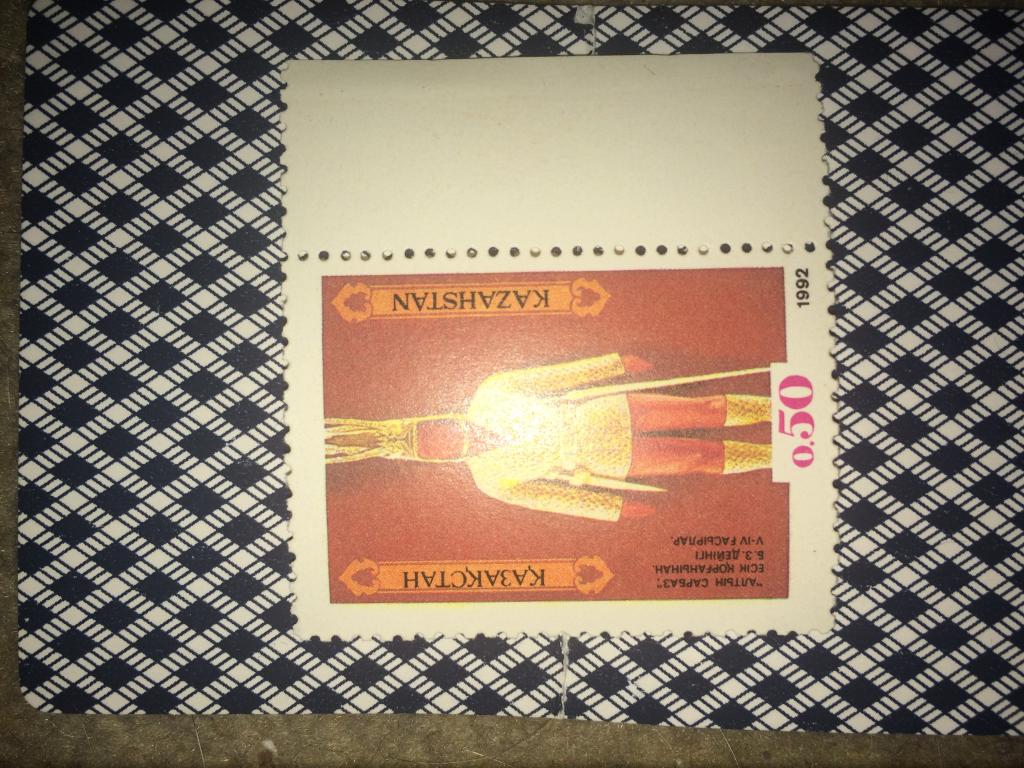 ҚАЗАҚСТАН
KAZAHSTAN
"АЛТЫН САРБАЗ".
ЕСІК ҚОРҒАНЫНАН.
Б. З. ДЕЙІНГІ
V-IV ҒАСЫРЛАР.
0.50
1992